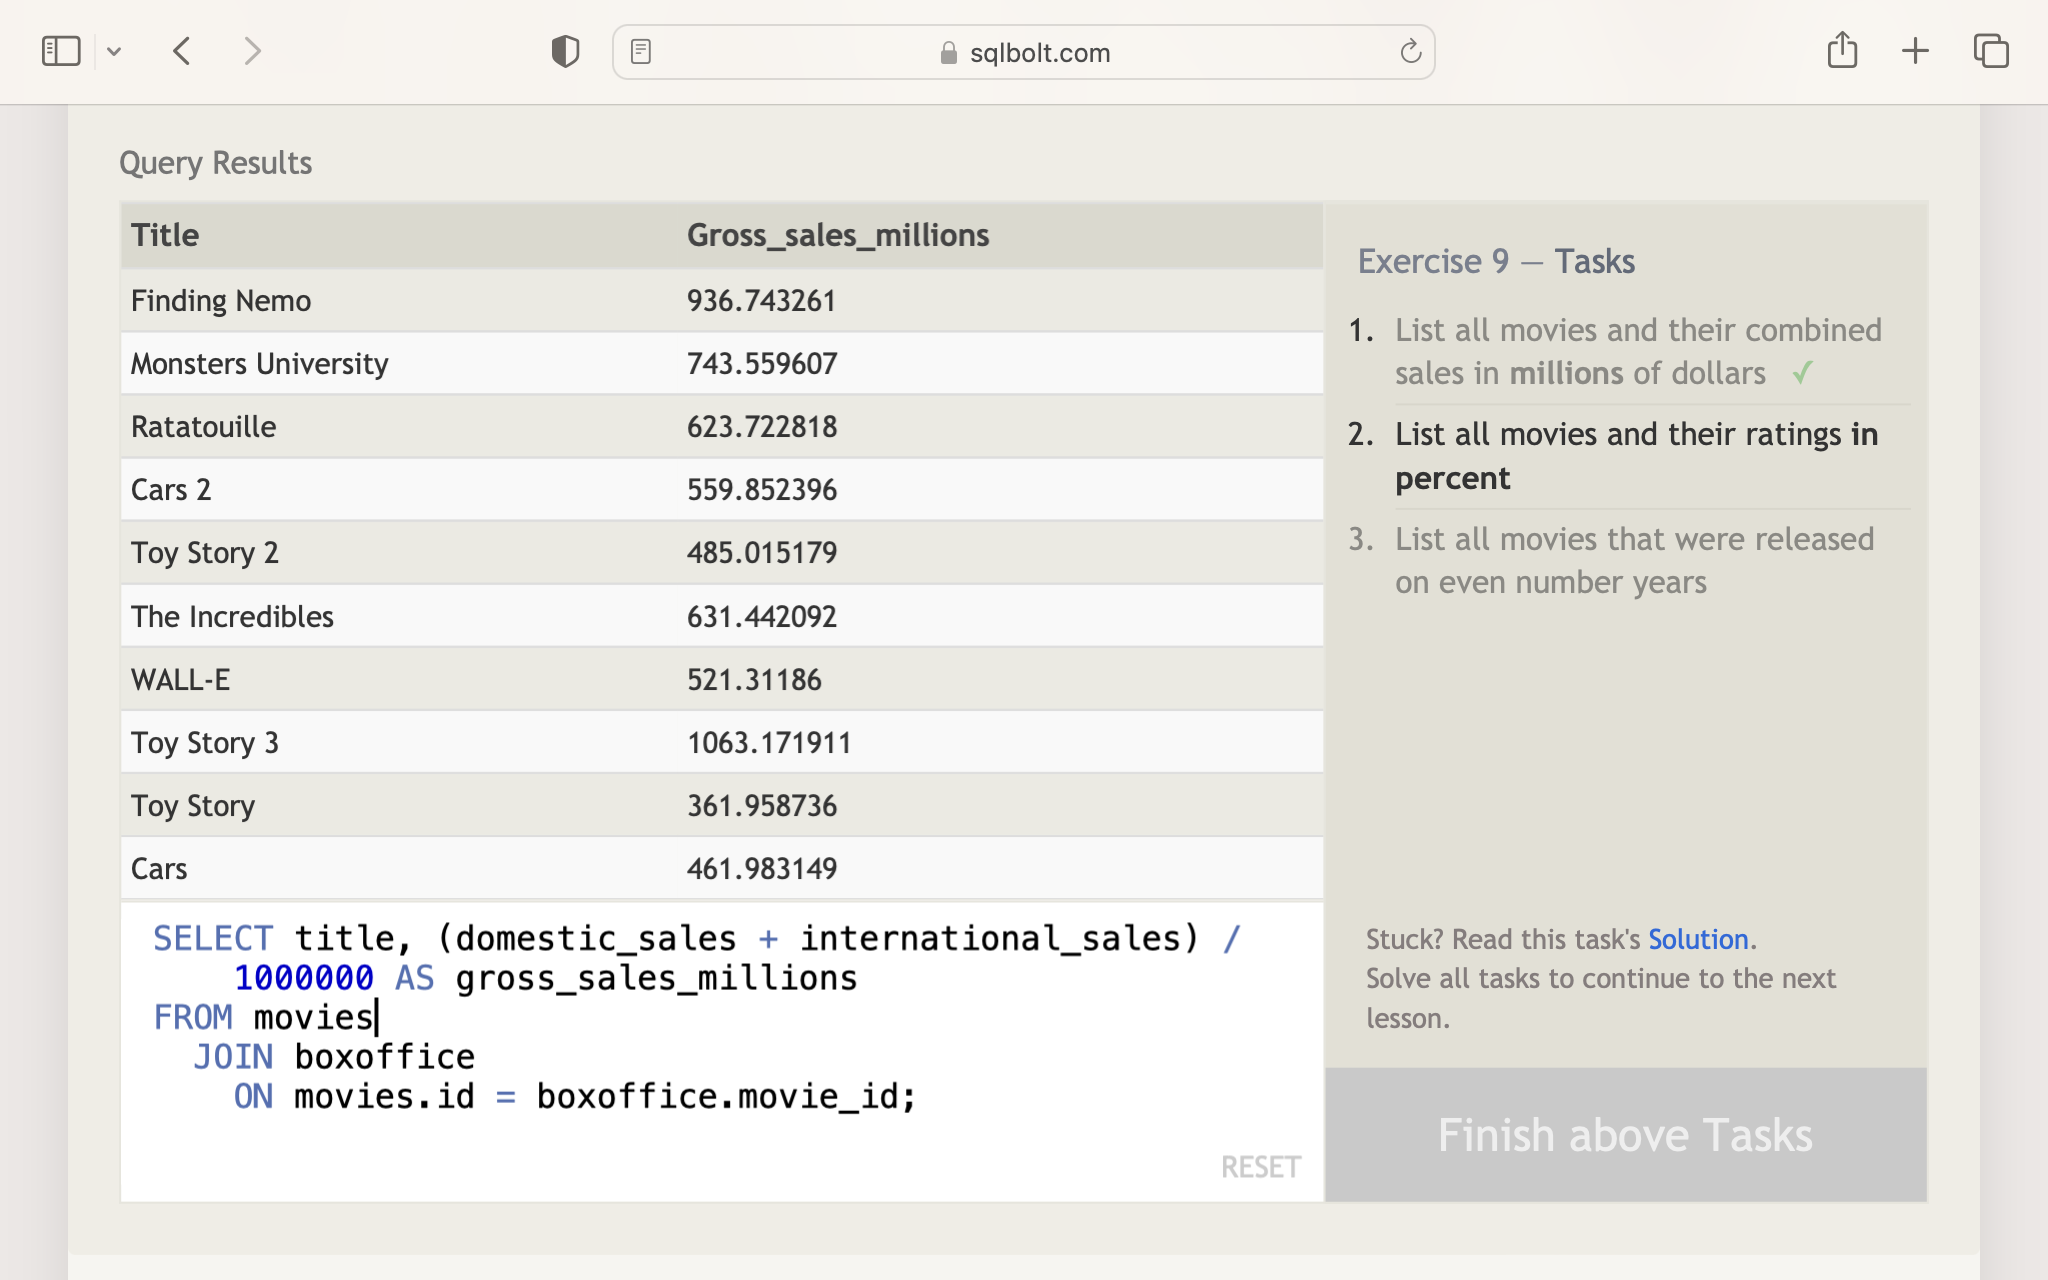 sqlbolt.com
Query Results
Title Gross_sales_millions
Finding Nemo 936.743261
Monsters University 743.559607
Ratatouille 623.722818
Cars 2 559.852396
Toy Story 2 485.015179
The Incredibles 631.442092
WALL-E 521.31186
Toy Story 3 1063.171911
Toy Story 361.958736
Cars 461.983149
SELECT title, (domestic_sales + international_sales) /
1000000 AS gross_sales_millions
FROM movies
JOIN boxoffice
ON movies.id = boxoffice.movie_id;
RESET
Exercise 9 — Tasks
1. List all movies and their combined
sales in millions of dollars ✓
2. List all movies and their ratings in
percent
3. List all movies that were released
on even number years
Stuck? Read this task's Solution.
Solve all tasks to continue to the next
lesson.
Finish above Tasks